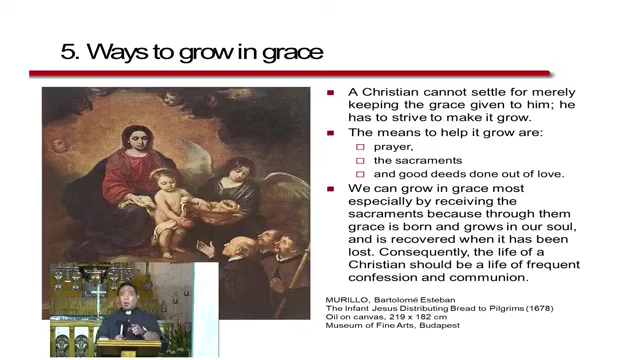 5. Ways to grow in grace
A Christian cannot settle for merely
keeping the grace given to him; he
has to strive to make it grow.
The means to help it grow are:
prayer,
the sacraments
and good deeds done out of love.
We can grow in grace most
especially by receiving the
sacraments because through them
grace is born and grows in our soul,
and is recovered when it has been
lost. Consequently, the life of a
Christian should be a life of frequent
confession and communion.
MURILLO, Bartolomé Esteban
The Infant Jesus Distributing Bread to Pilgrims (1678)
Oil on canvas, 219 x 182 cm
Museum of Fine Arts, Budapest